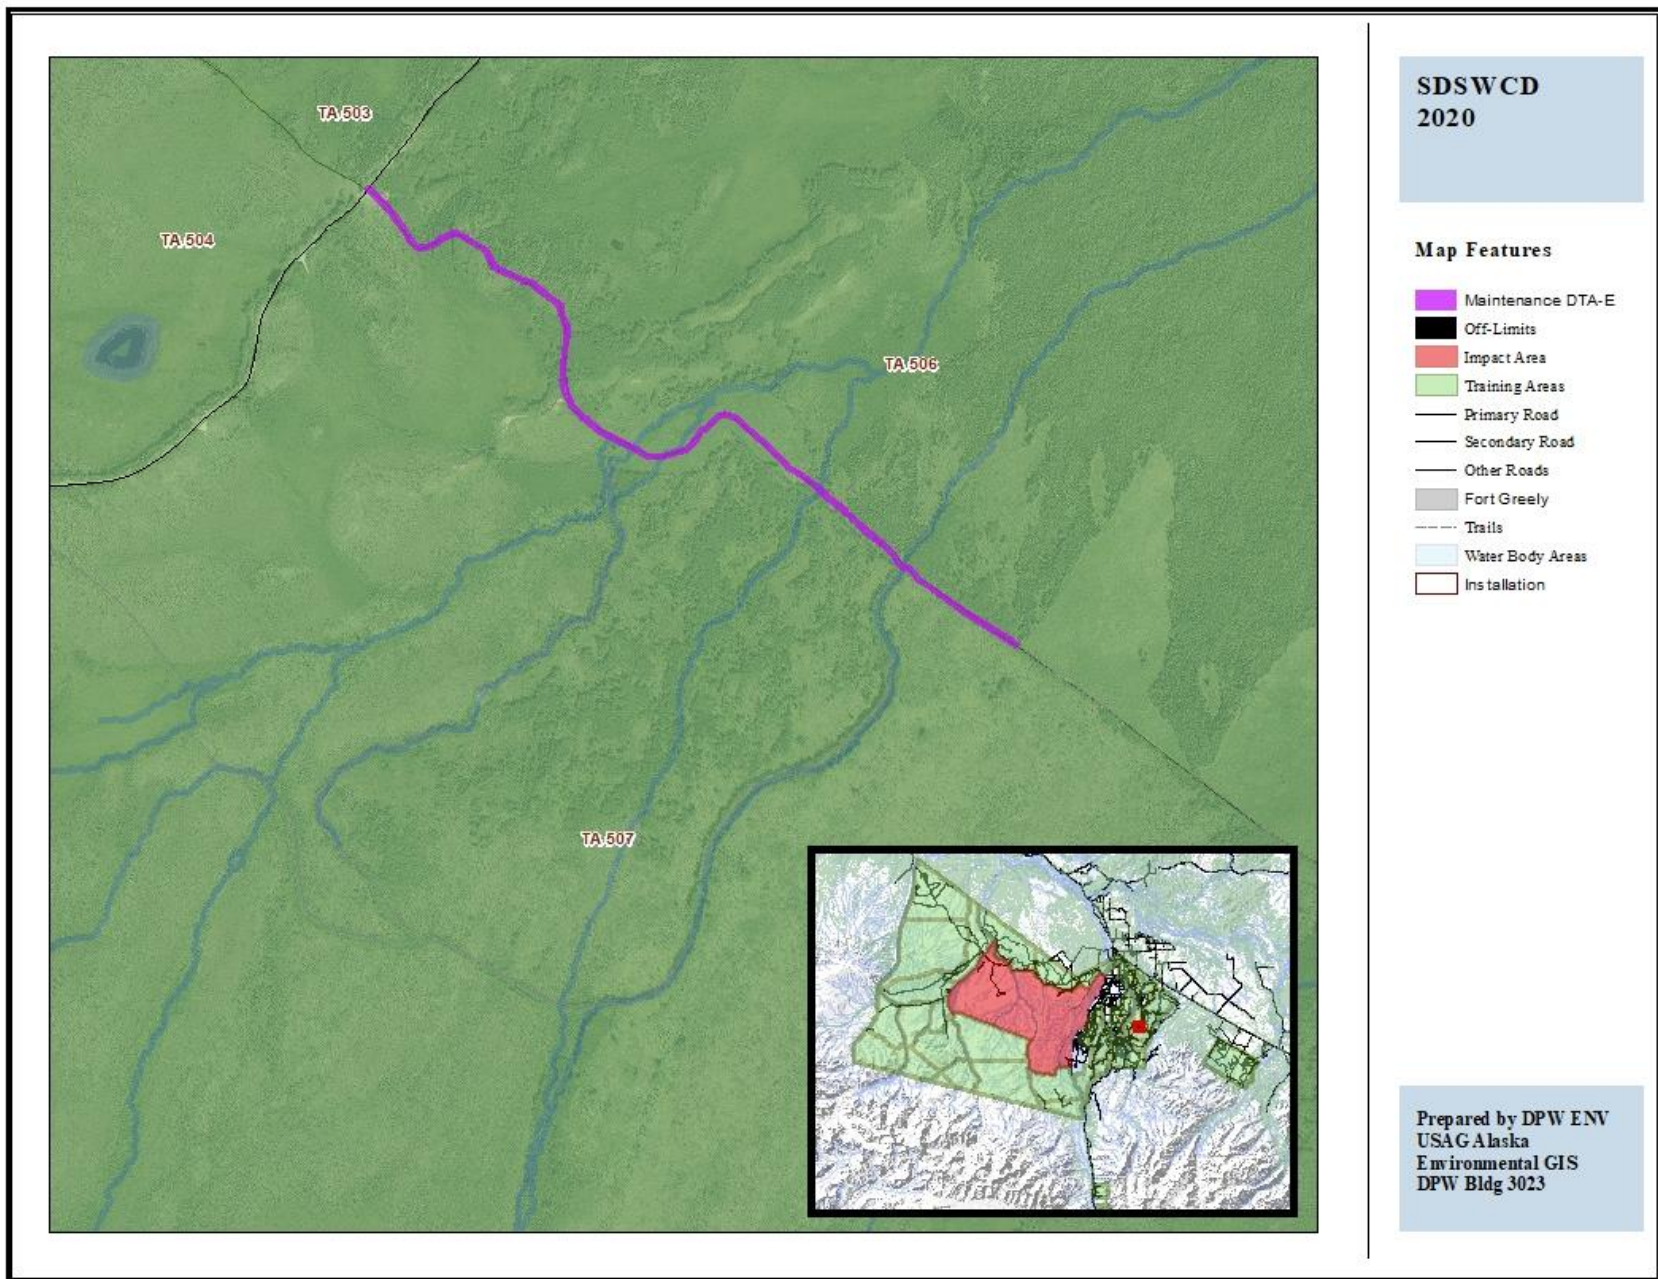 TA 503
TA 504
TA 506
TA 507
SDSWCD
2020
Map Features
Maintenance DTA-E
Off-Limits
Impact Area
Training Areas
Primary Road
Secondary Road
Other Roads
Fort Greely
Trails
Water Body Areas
Installation
Prepared by DPW ENV
USAG Alaska
Environmental GIS
DPW Bldg 3023